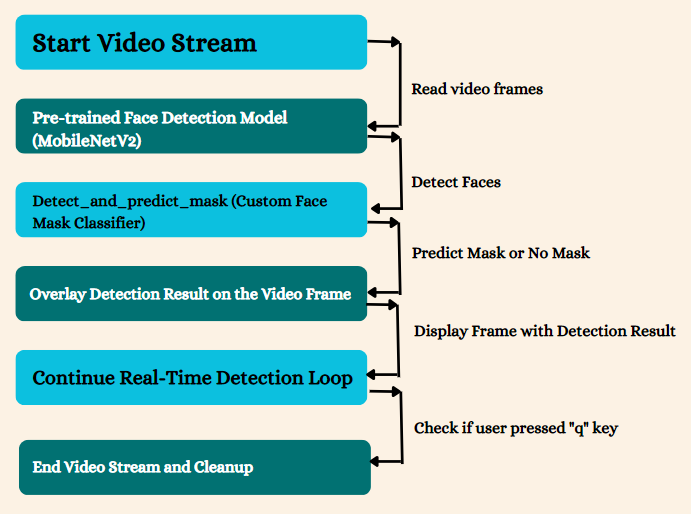 Start Video Stream
Read video frames
Pre-trained Face Detection Model
(MobileNetV2)
Detect Faces
Detect_and_predict_mask (Custom Face
Mask Classifier)
Predict Mask or No Mask
Overlay Detection Result on the Video Frame
Display Frame with Detection Result
Continue Real-Time Detection Loop
Check if user pressed "q" key
End Video Stream and Cleanup